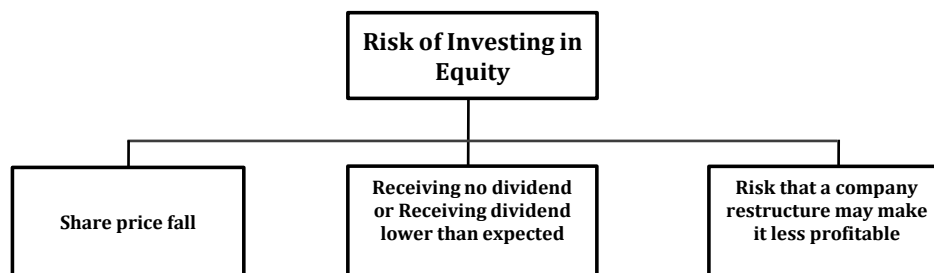 Risk of Investing in
Equity
Share price fall
Receiving no dividend
or Receiving dividend
lower than expected
Risk that a company
restructure may make
it less profitable